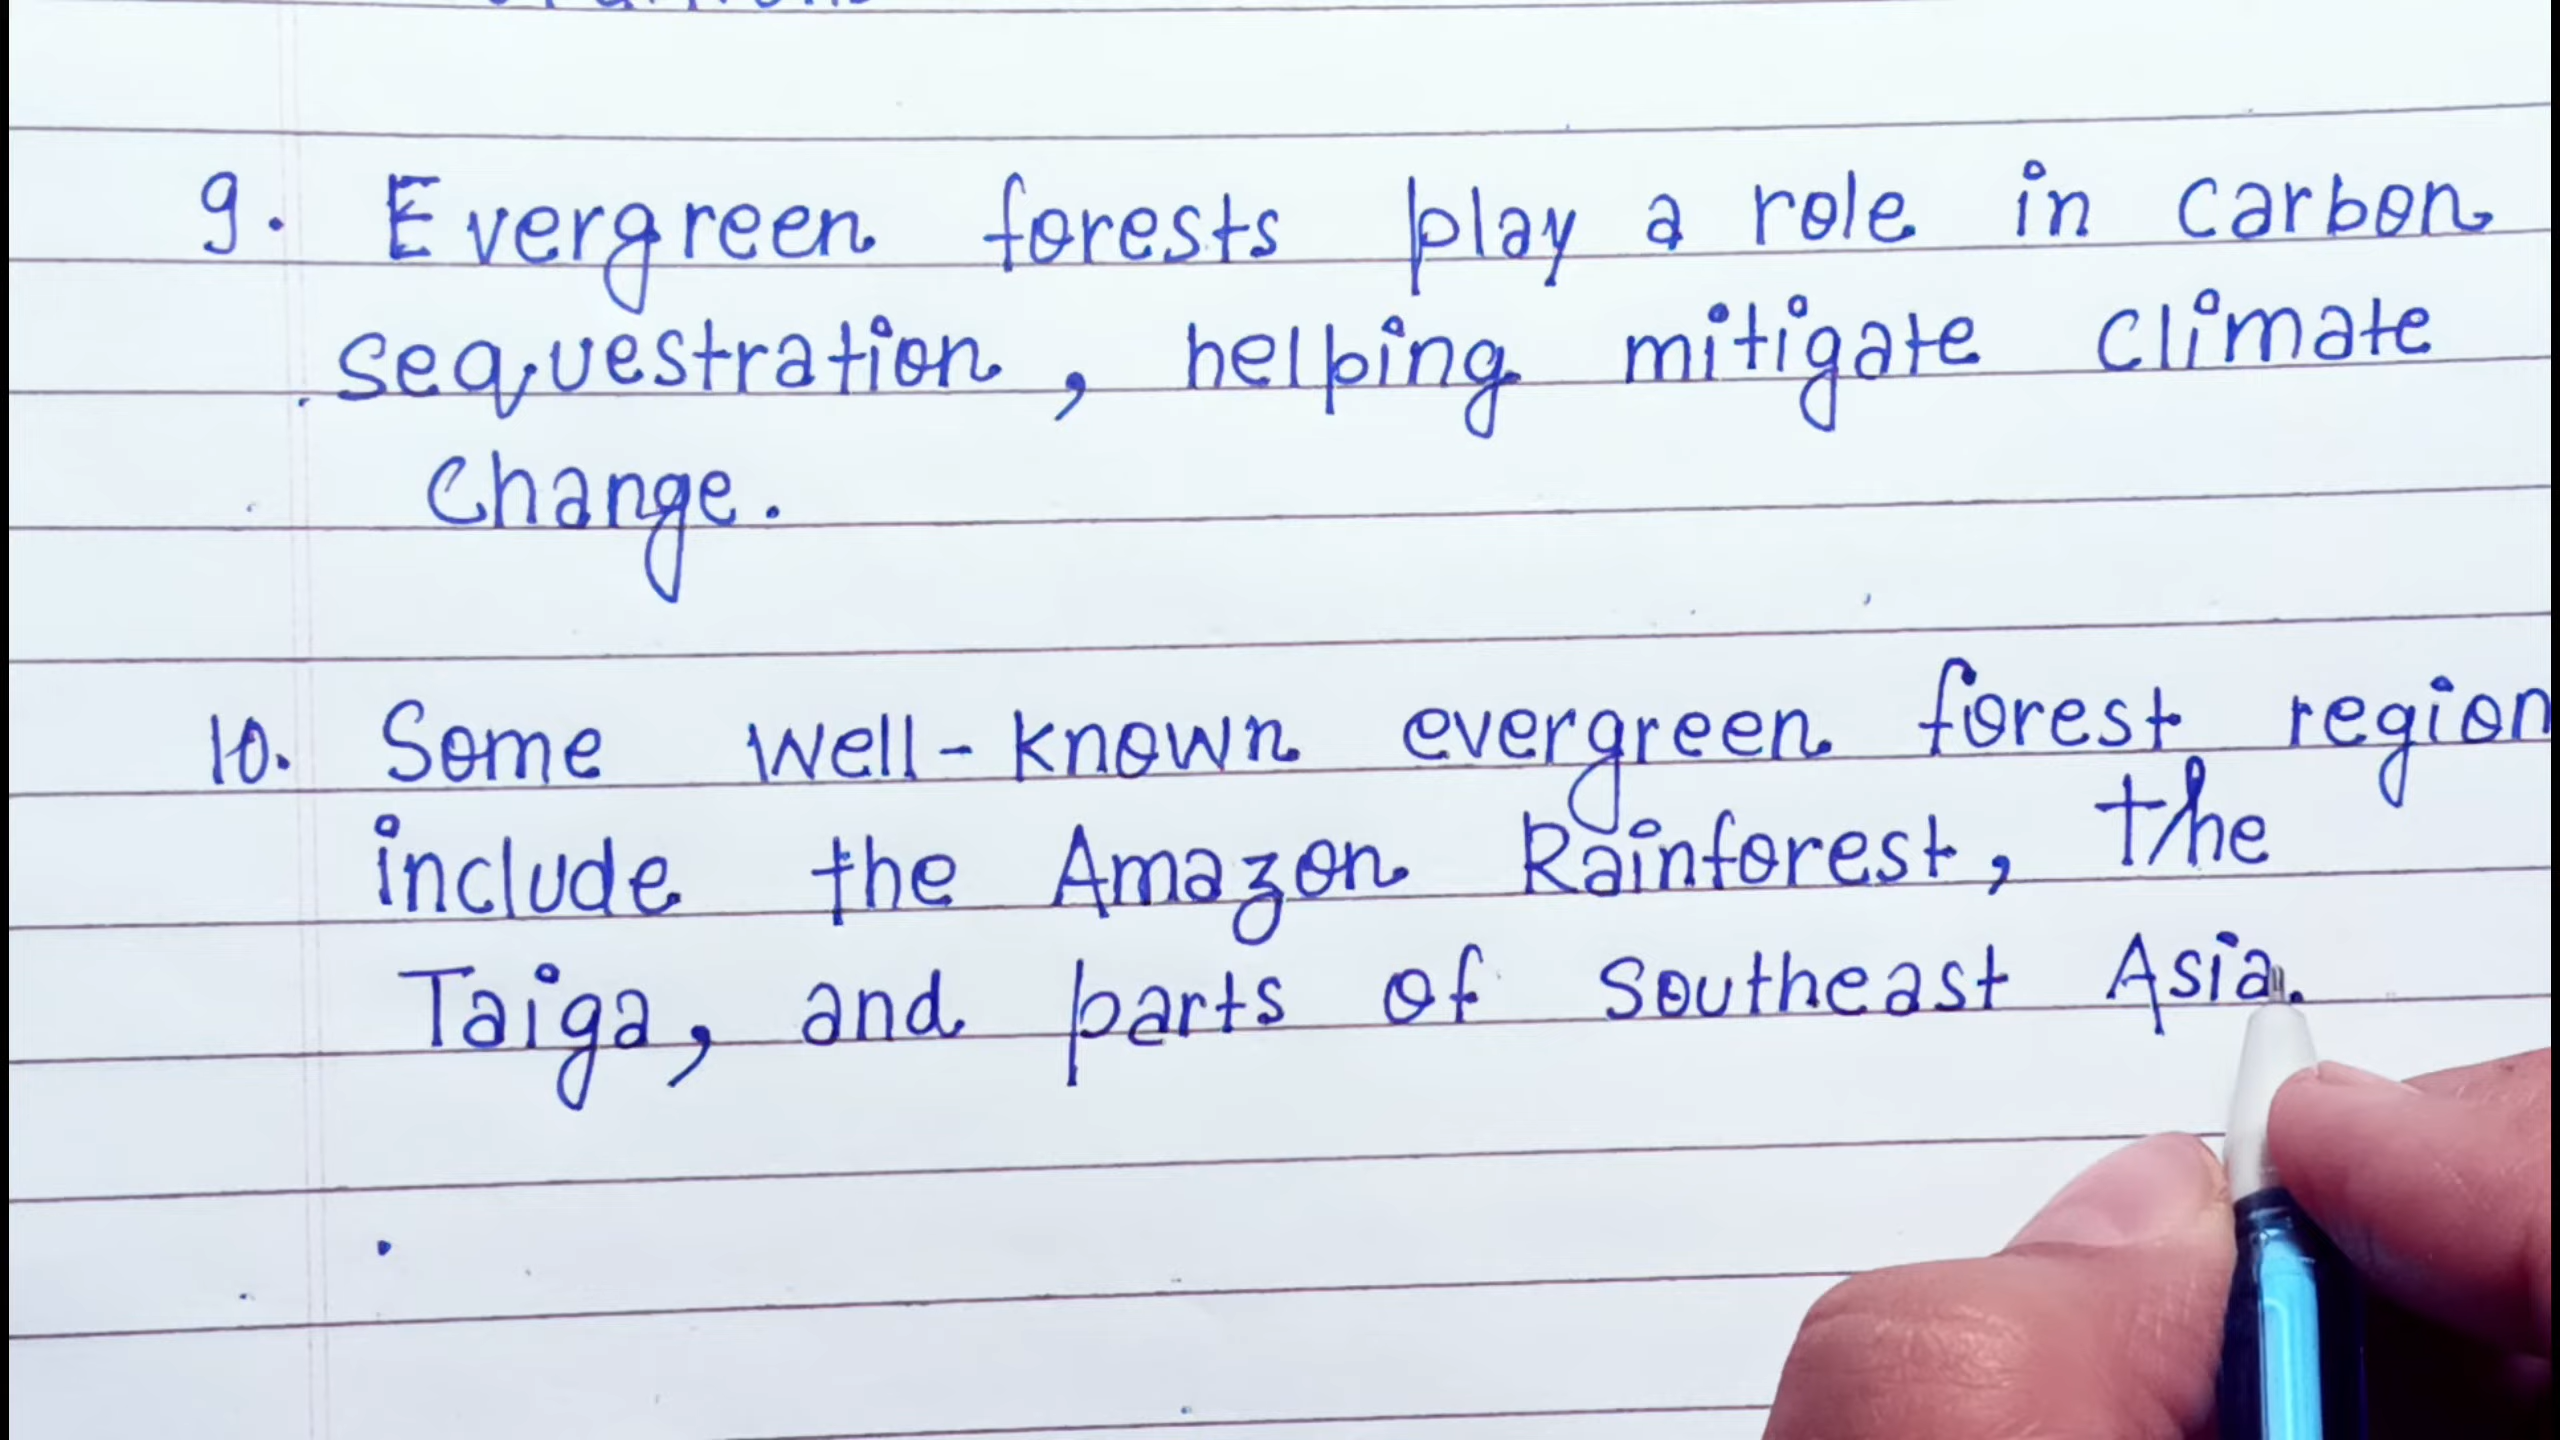 9. Evergreen forests play a role in carbon
sequestration, helping mitigate climate
change.
10. Some well-known evergreen forest region
include the Amazon Rainforest, the
Taiga, and parts of Southeast Asia.